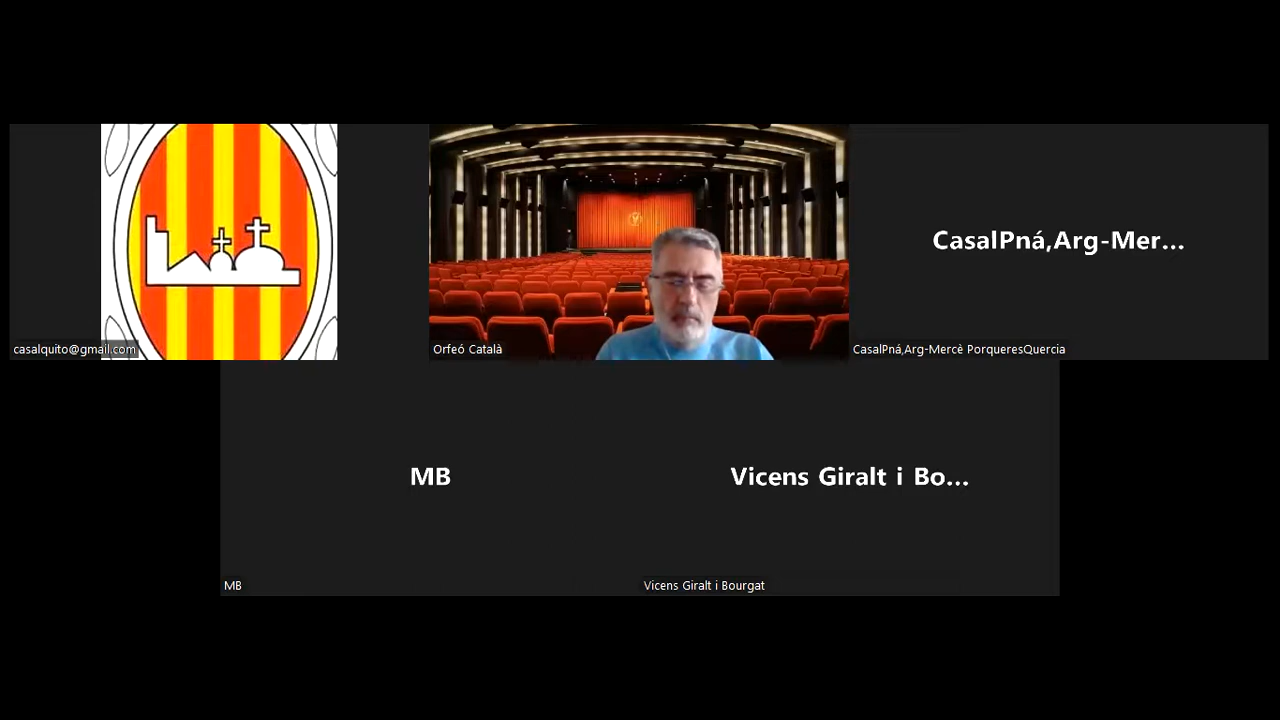 CasalPná,Arg-Mer...
casalquito@gmail.com
Orfeó Català
CasalPná,Arg-Mercè PorqueresQuercia
MB
Vicens Giralt i Bo...
MB
Vicens Giralt i Bourgat